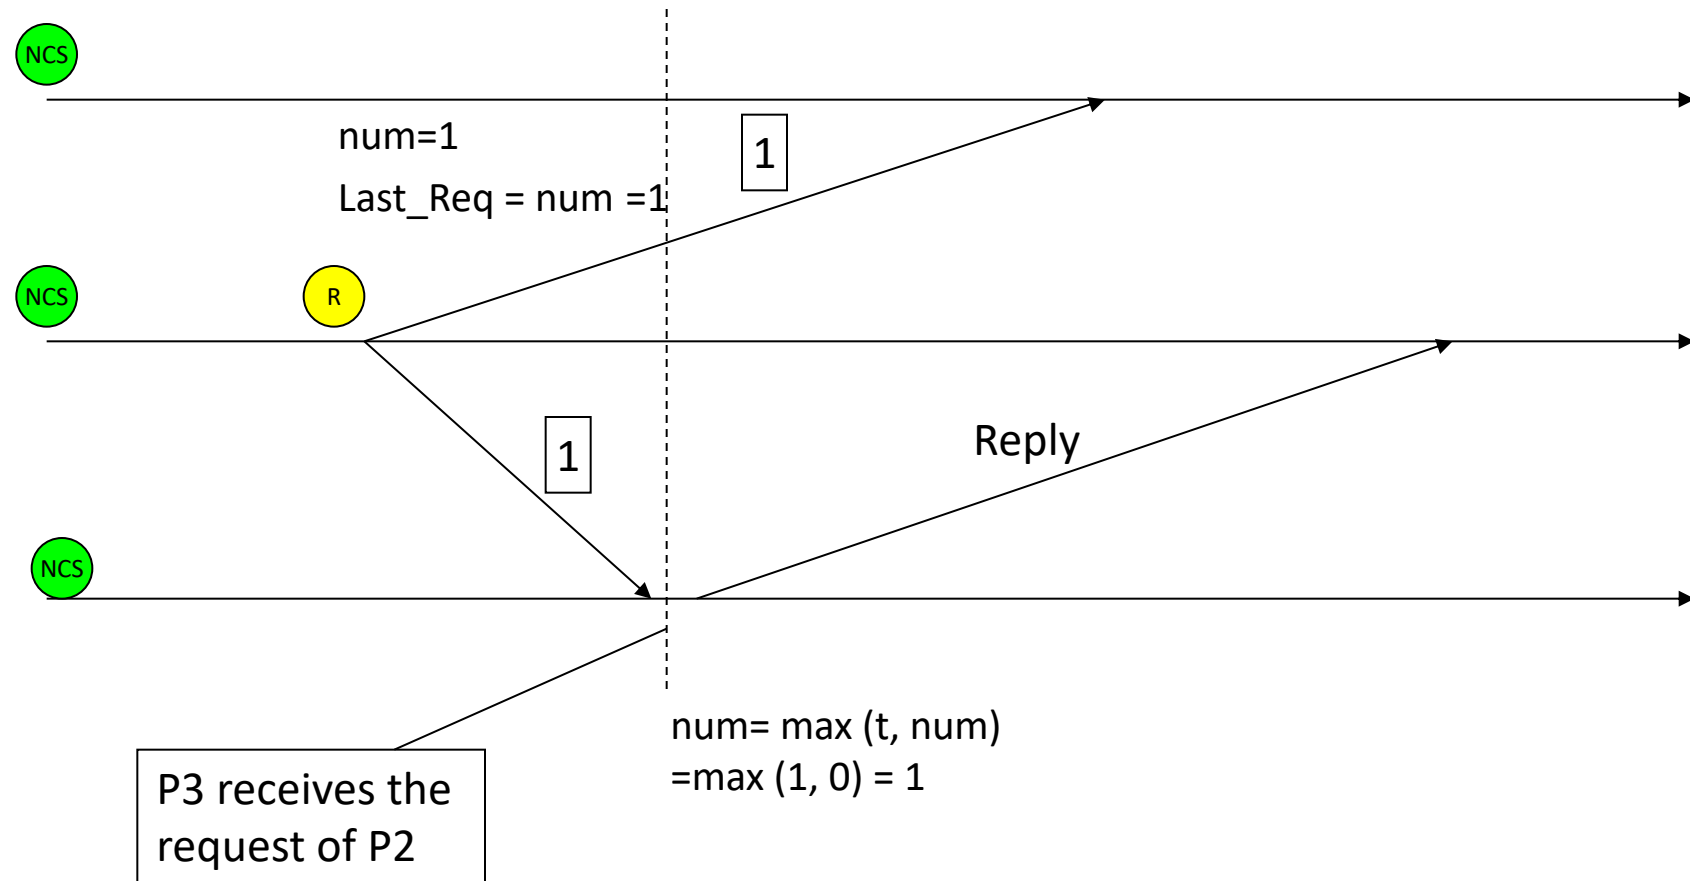 NCS
num=1
1
Last_Req = num =1
NCS
R
1
Reply
NCS
num= max (t, num)
=max (1, 0) = 1
P3 receives the
request of P2